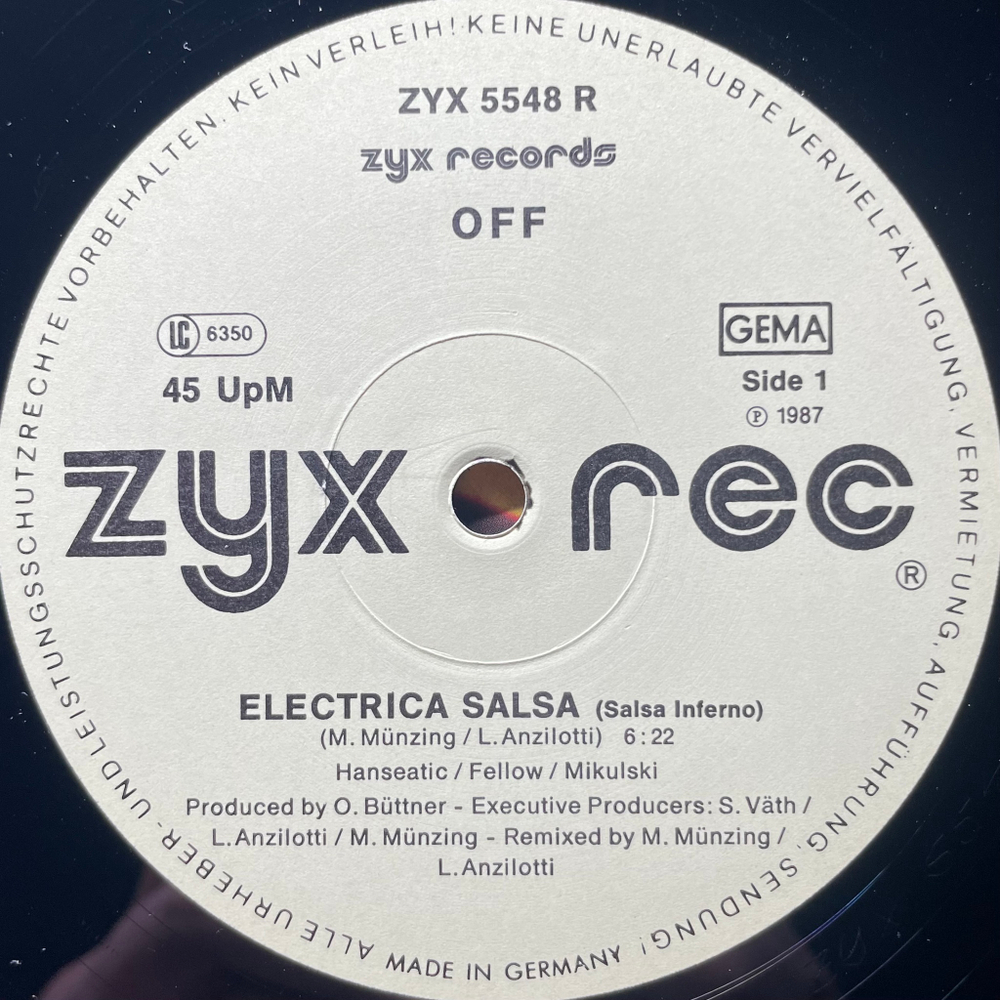 ALLE URHEBER- UND LEISTUNGSSCHUTZRECHTE VORBEHALTEN. KEIN VERLEIH! KEINE UNERLAUBTE VERVIELFÄLTIGUNG, VERMIETUNG, AUFFÜHRUNG, SENDUNG!
ZYX 5548 R
zyx records
OFF
LC 6350
GEMA
45 UpM
Side 1
℗ 1987
zyx rec
®
ELECTRICA SALSA (Salsa Inferno)
(M. Münzing / L. Anzilotti) 6:22
Hanseatic / Fellow / Mikulski
Produced by O. Büttner - Executive Producers: S. Väth /
L. Anzilotti / M. Münzing - Remixed by M. Münzing /
L. Anzilotti
MADE IN GERMANY